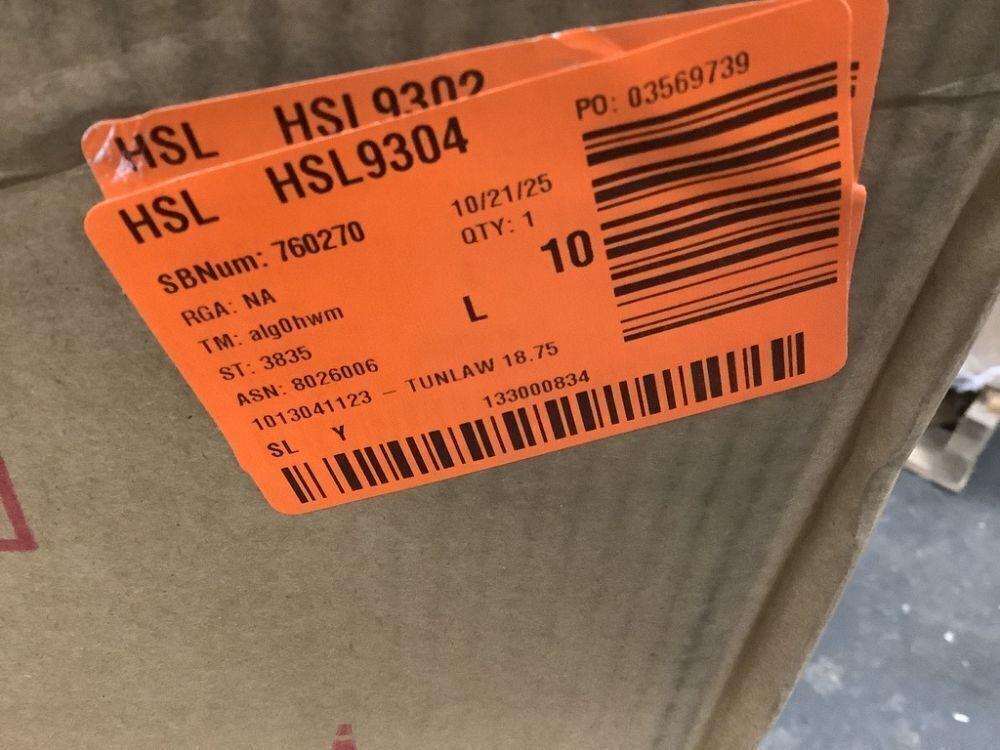 HSL HSL9302
HSL HSL9304
PO: 03569739
SBNum: 760270
10/21/25
RGA: NA
QTY: 1
10
TM: alg0hwm
L
ST: 3835
ASN: 8026006
1013041123 - TUNLAW 18.75
SL Y
133000834